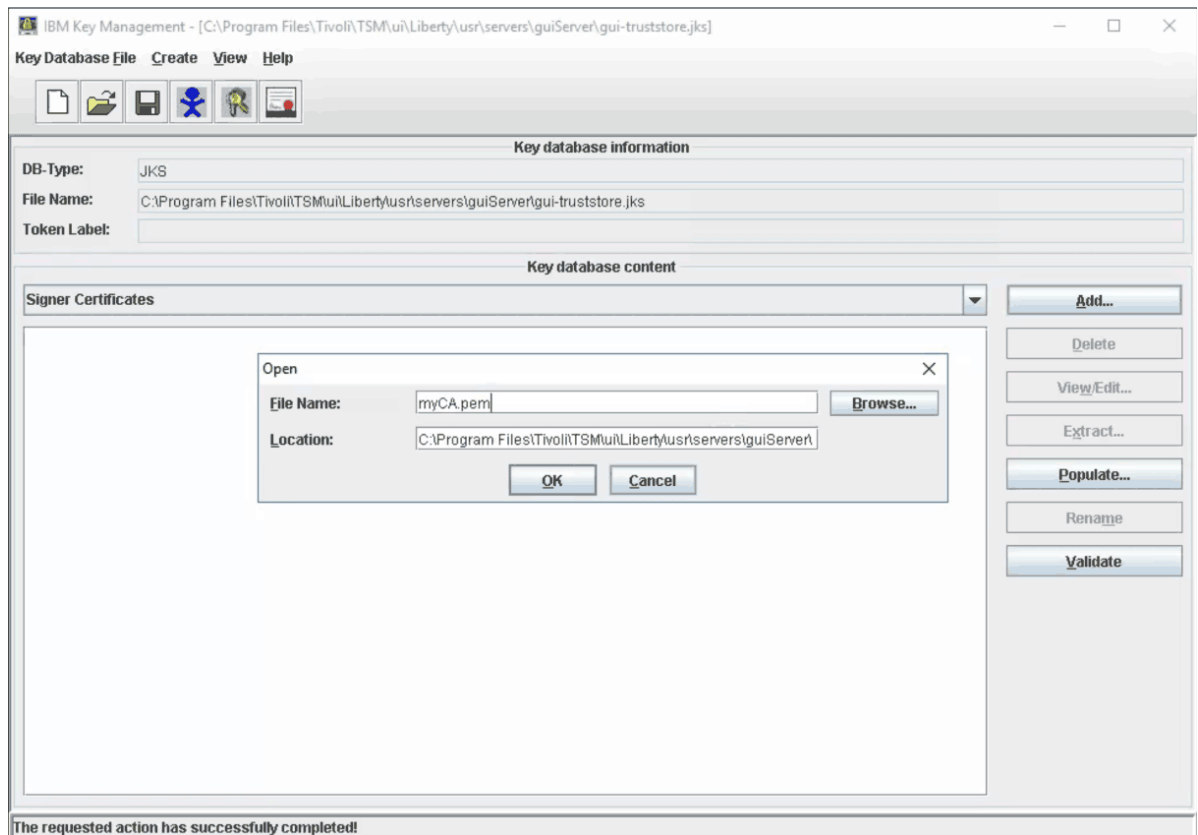 IBM Key Management - [C:\Program Files\Tivoli\TSM\ui\Liberty\usr\servers\guiServer\gui-truststore.jks]
Key Database File Create View Help
Key database information
DB-Type: JKS
File Name: C:\Program Files\Tivoli\TSM\ui\Liberty\usr\servers\guiServer\gui-truststore.jks
Token Label:
Key database content
Signer Certificates
Add...
Delete
View/Edit...
Extract...
Populate...
Rename
Validate
Open
File Name: myCA.pem Browse...
Location: C:\Program Files\Tivoli\TSM\ui\Liberty\usr\servers\guiServer\
OK Cancel
The requested action has successfully completed!